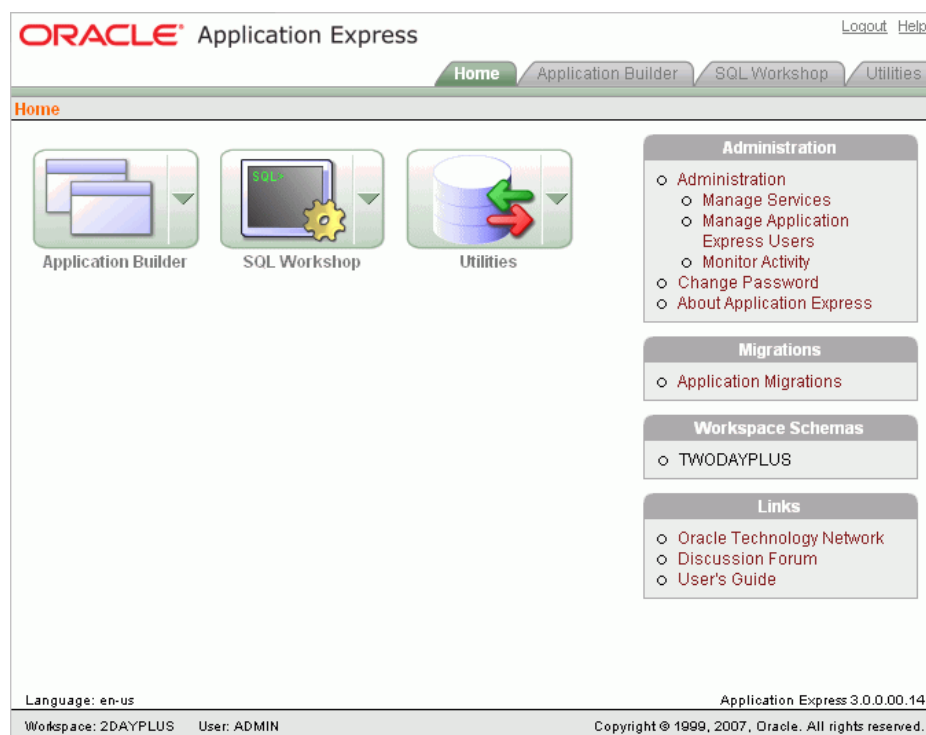 ORACLE® Application Express
Logout Help
Home Application Builder SQL Workshop Utilities
Home
SQL>
Application Builder
SQL Workshop
Utilities
Administration
Administration
Manage Services
Manage Application
Express Users
Monitor Activity
Change Password
About Application Express
Migrations
Application Migrations
Workspace Schemas
TWODAYPLUS
Links
Oracle Technology Network
Discussion Forum
User's Guide
Language: en-us
Application Express 3.0.0.00.14
Workspace: 2DAYPLUS User: ADMIN
Copyright © 1999, 2007, Oracle. All rights reserved.